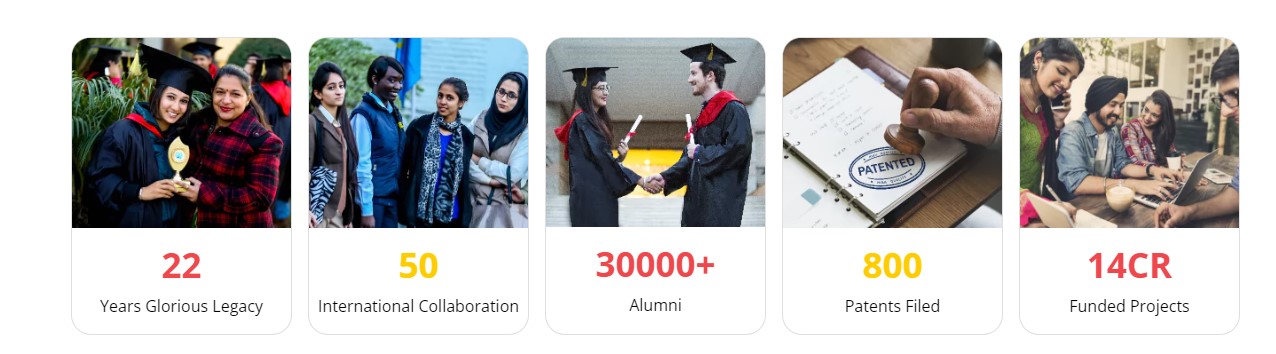 PATENTED
22
Years Glorious Legacy
50
International Collaboration
30000+
Alumni
800
Patents Filed
14CR
Funded Projects